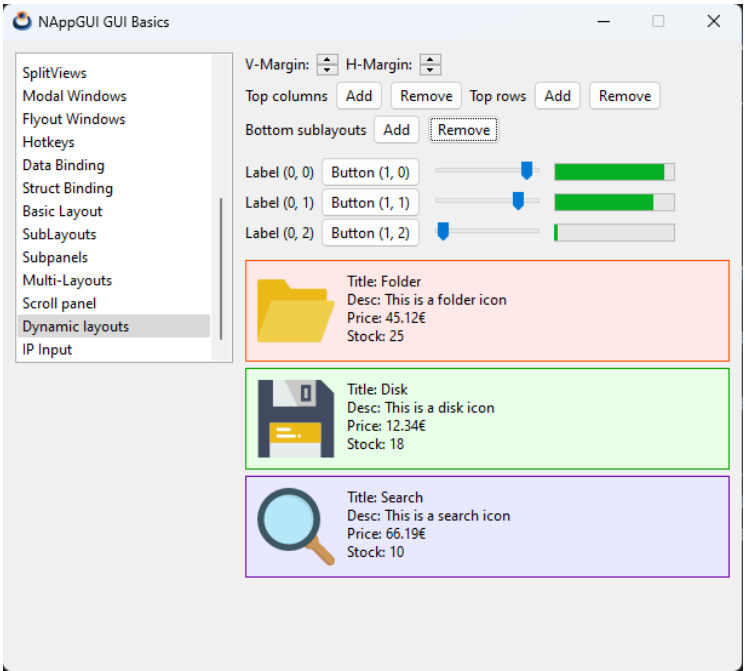 NAppGUI GUI Basics
SplitViews
Modal Windows
Flyout Windows
Hotkeys
Data Binding
Struct Binding
Basic Layout
SubLayouts
Subpanels
Multi-Layouts
Scroll panel
Dynamic layouts
IP Input
V-Margin: H-Margin:
Top columns Add Remove Top rows Add Remove
Bottom sublayouts Add Remove
Label (0, 0) Button (1, 0)
Label (0, 1) Button (1, 1)
Label (0, 2) Button (1, 2)
Title: Folder
Desc: This is a folder icon
Price: 45.12€
Stock: 25
Title: Disk
Desc: This is a disk icon
Price: 12.34€
Stock: 18
Title: Search
Desc: This is a search icon
Price: 66.19€
Stock: 10